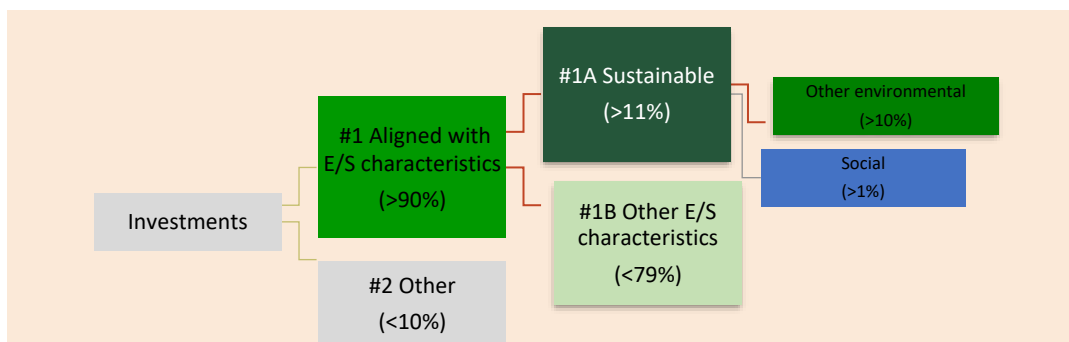 Investments
#1 Aligned with
E/S characteristics
(>90%)
#2 Other
(<10%)
#1A Sustainable
(>11%)
#1B Other E/S
characteristics
(<79%)
Other environmental
(>10%)
Social
(>1%)